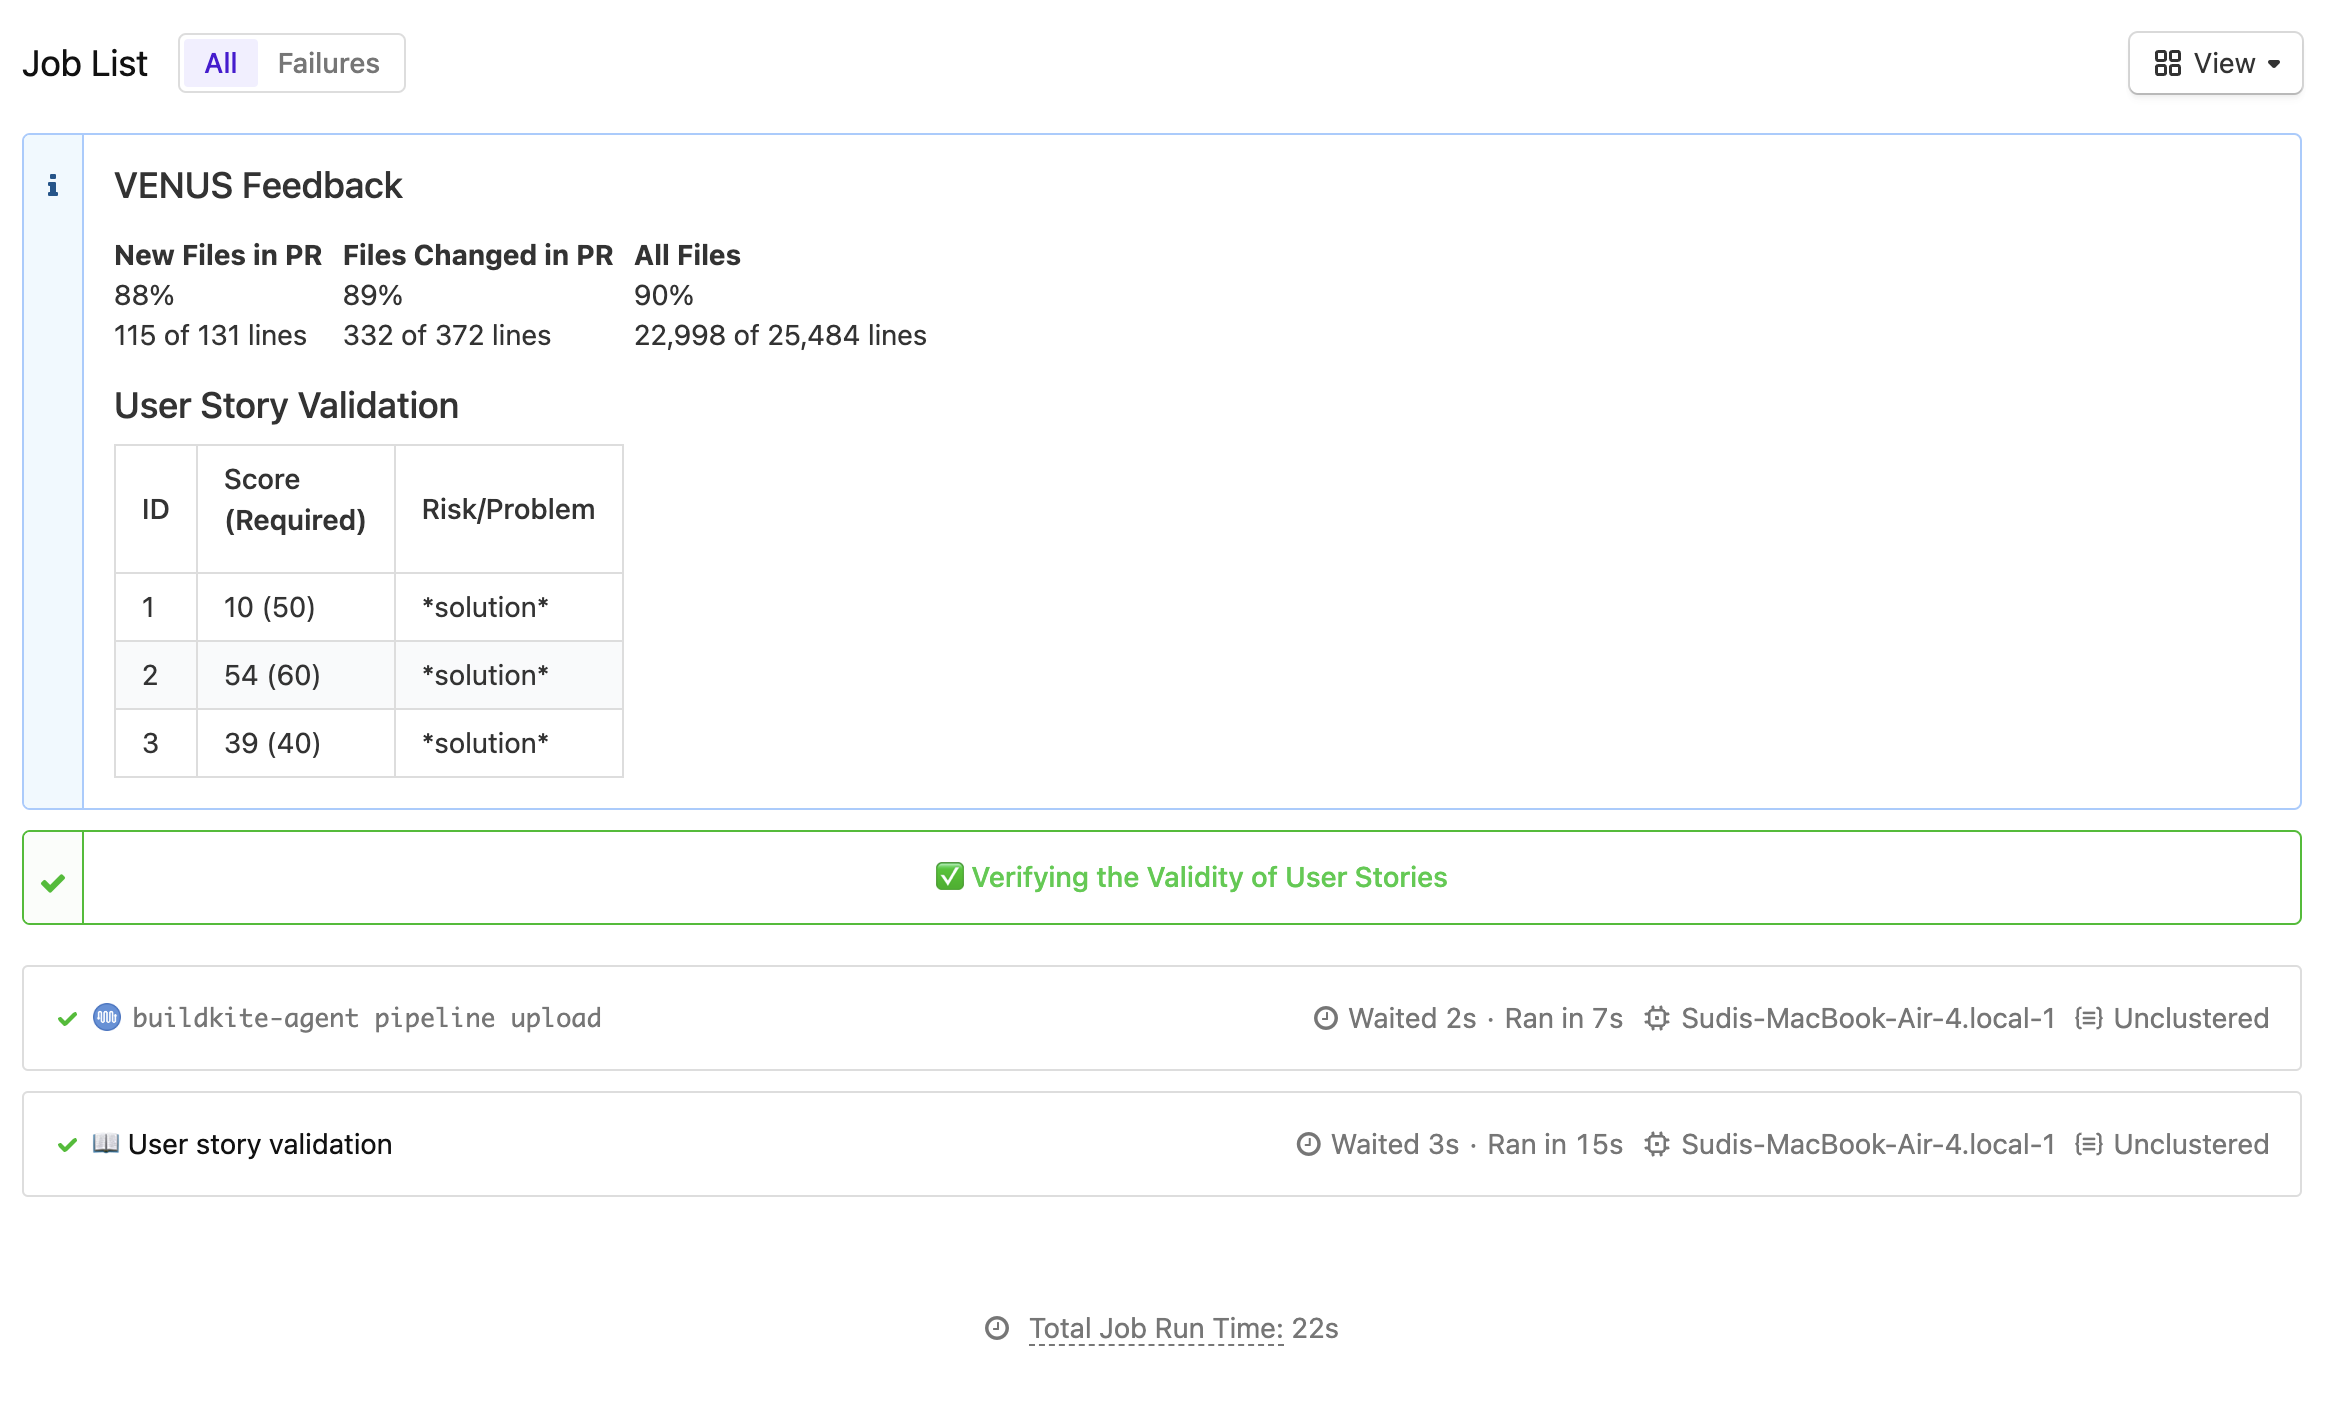 Job List
All
Failures
View
VENUS Feedback
New Files in PR Files Changed in PR All Files
88% 89% 90%
115 of 131 lines 332 of 372 lines 22,998 of 25,484 lines
User Story Validation
ID Score (Required) Risk/Problem
1 10 (50) *solution*
2 54 (60) *solution*
3 39 (40) *solution*
✅ Verifying the Validity of User Stories
buildkite-agent pipeline upload Waited 2s · Ran in 7s Sudis-MacBook-Air-4.local-1 Unclustered
📖 User story validation Waited 3s · Ran in 15s Sudis-MacBook-Air-4.local-1 Unclustered
Total Job Run Time: 22s